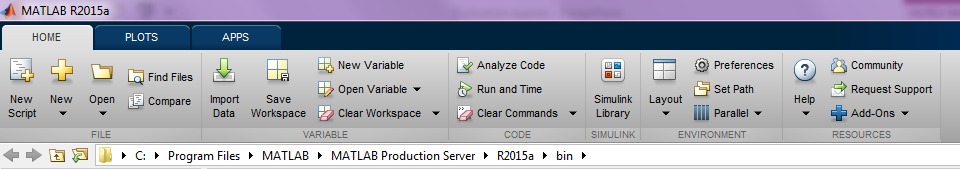 MATLAB R2015a
HOME PLOTS APPS
New Script
New
Open
Find Files
Compare
FILE
Import Data
Save Workspace
New Variable
Open Variable
Clear Workspace
VARIABLE
Analyze Code
Run and Time
Clear Commands
CODE
Simulink Library
SIMULINK
Layout
Preferences
Set Path
Parallel
ENVIRONMENT
Help
Community
Request Support
Add-Ons
RESOURCES
C: Program Files MATLAB MATLAB Production Server R2015a bin